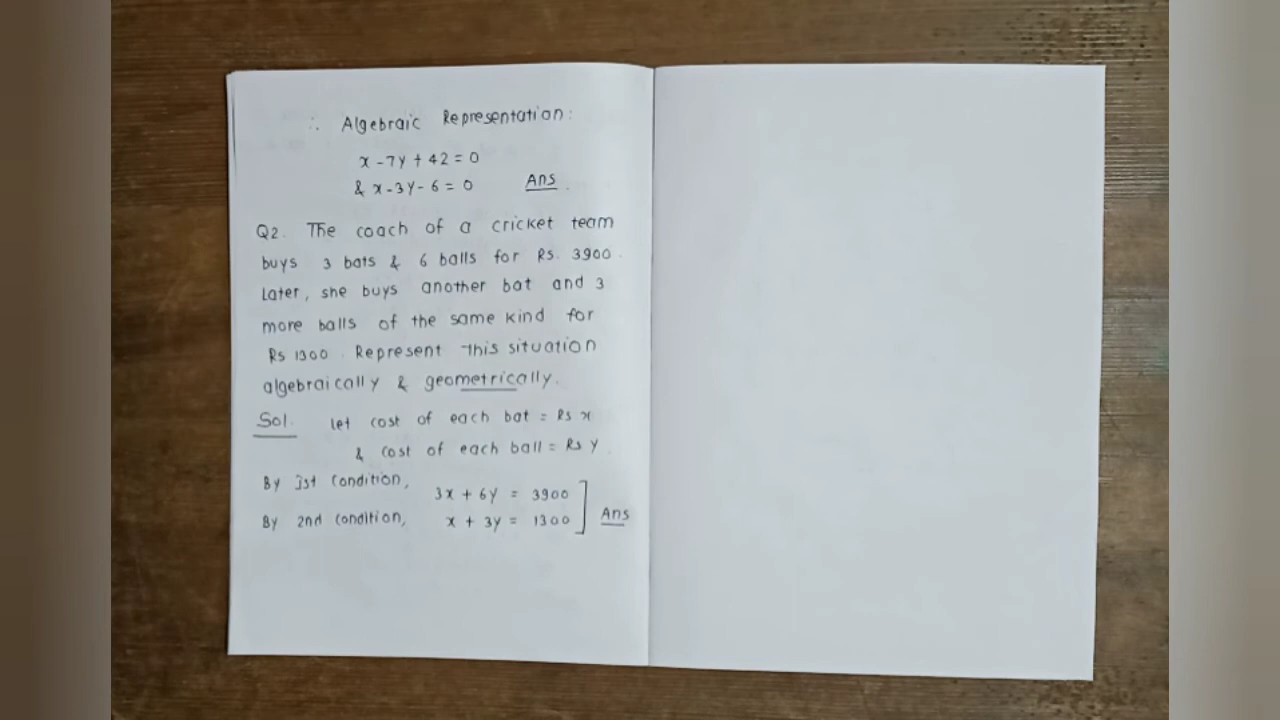 ∴ Algebraic Representation:
x - 7y + 42 = 0
& x - 3y - 6 = 0 Ans.
Q2. The coach of a cricket team
buys 3 bats & 6 balls for Rs. 3900.
Later, she buys another bat and 3
more balls of the same kind for
Rs 1300. Represent this situation
algebraically & geometrically.
Sol. Let cost of each bat = Rs x
& cost of each ball = Rs y.
By 1st condition, 3x + 6y = 3900
By 2nd condition, x + 3y = 1300 ] Ans